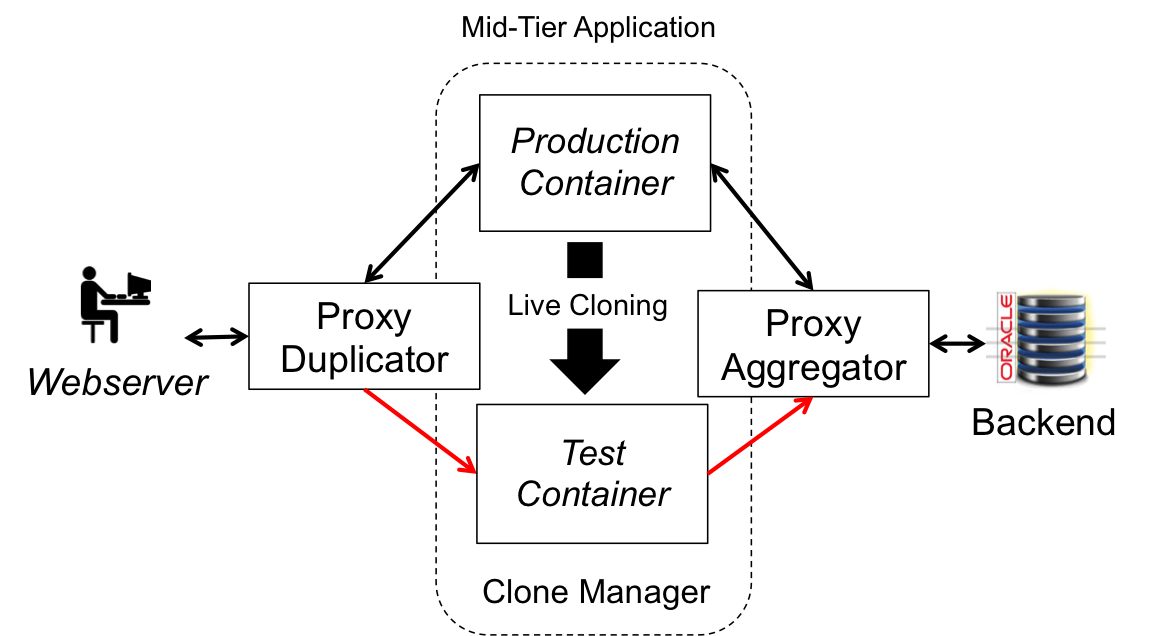 Mid-Tier Application
Production
Container
Live Cloning
Proxy
Duplicator
Proxy
Aggregator
ORACLE
Webserver
Backend
Test
Container
Clone Manager